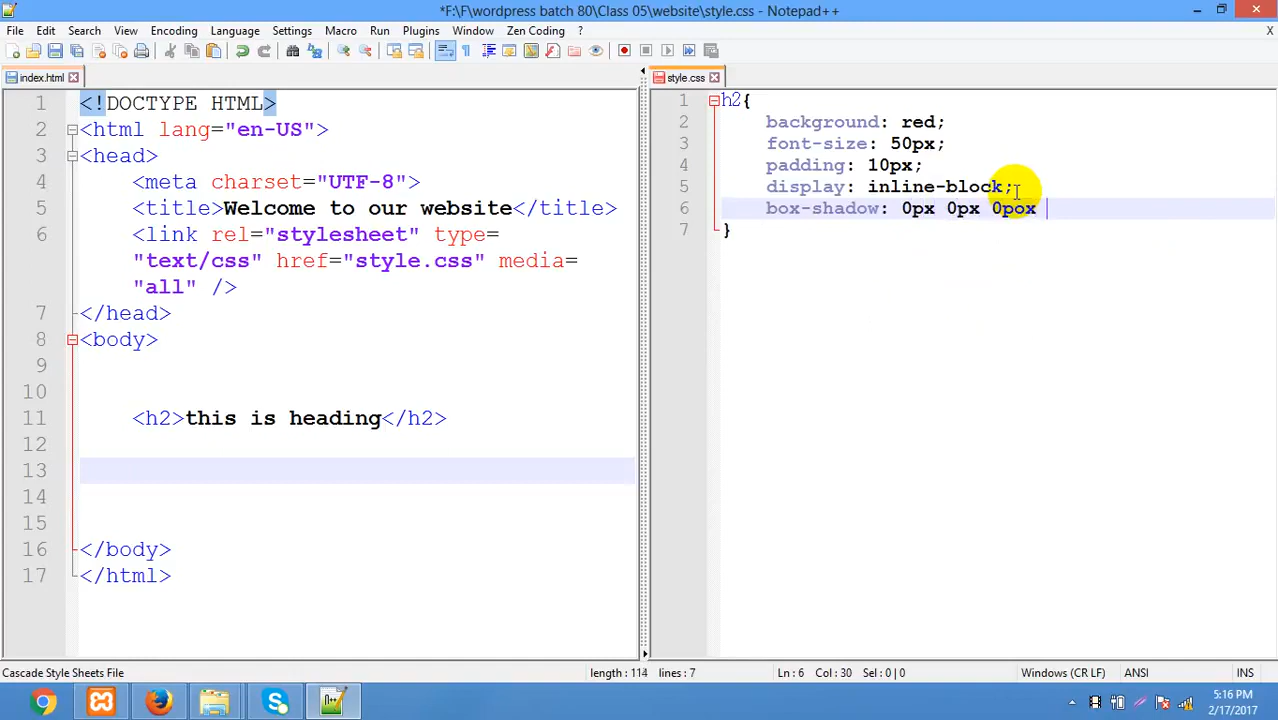 *F:\F\wordpress batch 80\Class 05\website\style.css - Notepad++
File Edit Search View Encoding Language Settings Macro Run Plugins Window Zen Coding ? X
index.html
1 <!DOCTYPE HTML>
2 <html lang="en-US">
3 <head>
4 <meta charset="UTF-8">
5 <title>Welcome to our website</title>
6 <link rel="stylesheet" type=
"text/css" href="style.css" media=
"all" />
7 </head>
8 <body>
9
10
11 <h2>this is heading</h2>
12
13
14
15
16 </body>
17 </html>
style.css
1 h2{
2 background: red;
3 font-size: 50px;
4 padding: 10px;
5 display: inline-block;
6 box-shadow: 0px 0px 0pox
7 }
Cascade Style Sheets File length : 114 lines : 7 Ln : 6 Col : 30 Sel : 0 | 0 Windows (CR LF) ANSI INS
5:16 PM
2/17/2017